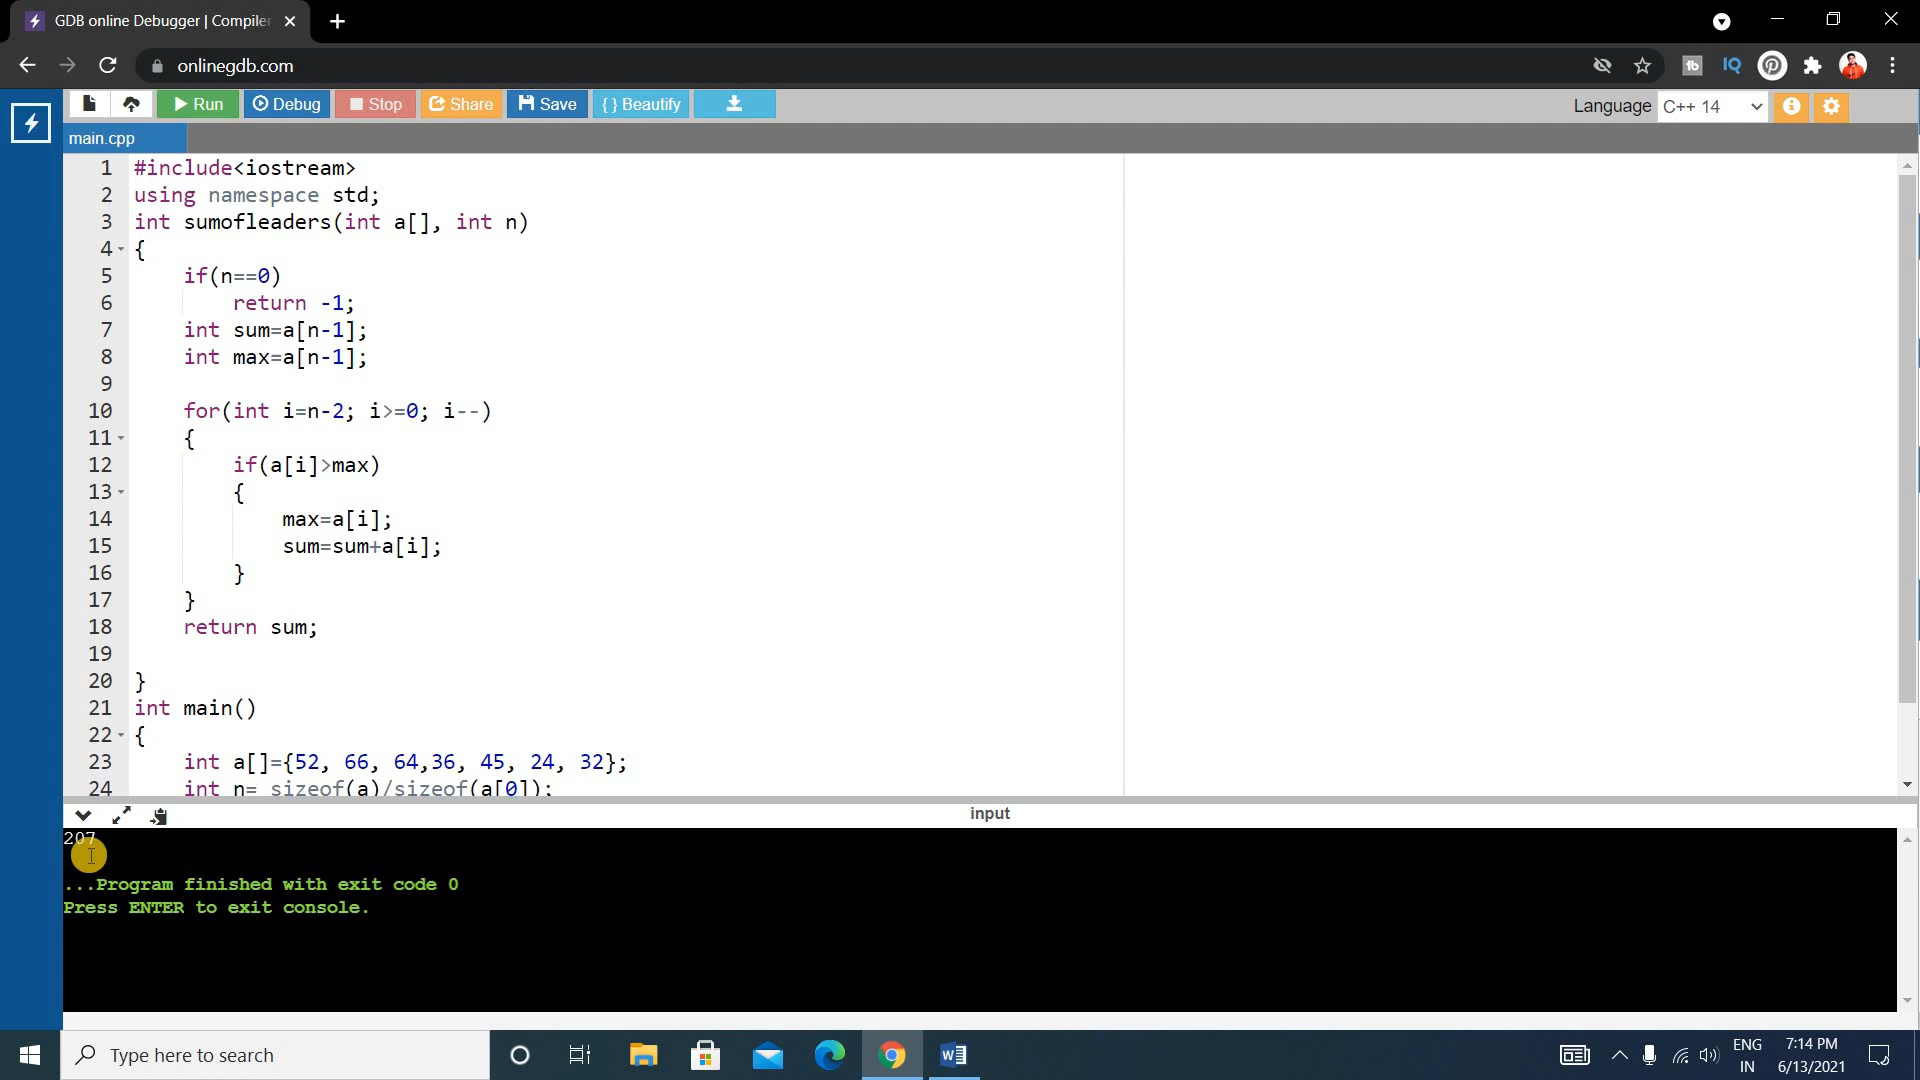 GDB online Debugger | Compiler
onlinegdb.com
Run Debug Stop Share Save { } Beautify Language C++ 14
main.cpp
1 #include<iostream>
2 using namespace std;
3 int sumofleaders(int a[], int n)
4 {
5 if(n==0)
6 return -1;
7 int sum=a[n-1];
8 int max=a[n-1];
9
10 for(int i=n-2; i>=0; i--)
11 {
12 if(a[i]>max)
13 {
14 max=a[i];
15 sum=sum+a[i];
16 }
17 }
18 return sum;
19
20 }
21 int main()
22 {
23 int a[]={52, 66, 64,36, 45, 24, 32};
24 int n= sizeof(a)/sizeof(a[0]);
input
207
...Program finished with exit code 0
Press ENTER to exit console.
Type here to search
ENG
IN
7:14 PM
6/13/2021